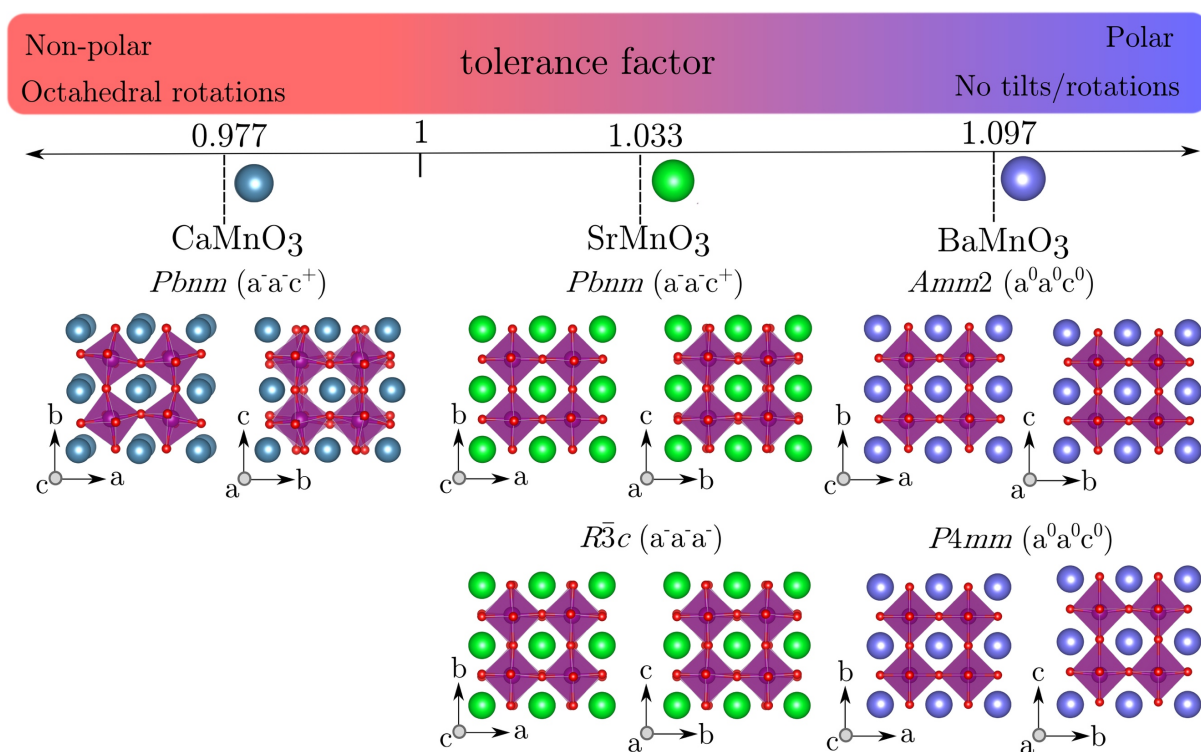 Non-polar
Octahedral rotations
tolerance factor
Polar
No tilts/rotations
0.977
1
1.033
1.097
CaMnO₃
SrMnO₃
BaMnO₃
Pbnm (a⁻a⁻c⁺)
Pbnm (a⁻a⁻c⁺)
Amm2 (a⁰a⁰c⁰)
b
c
a
c
a
b
b
c
a
c
a
b
b
c
a
c
a
b
R3̄c (a⁻a⁻a⁻)
P4mm (a⁰a⁰c⁰)
b
c
a
c
a
b
b
c
a
c
a
b